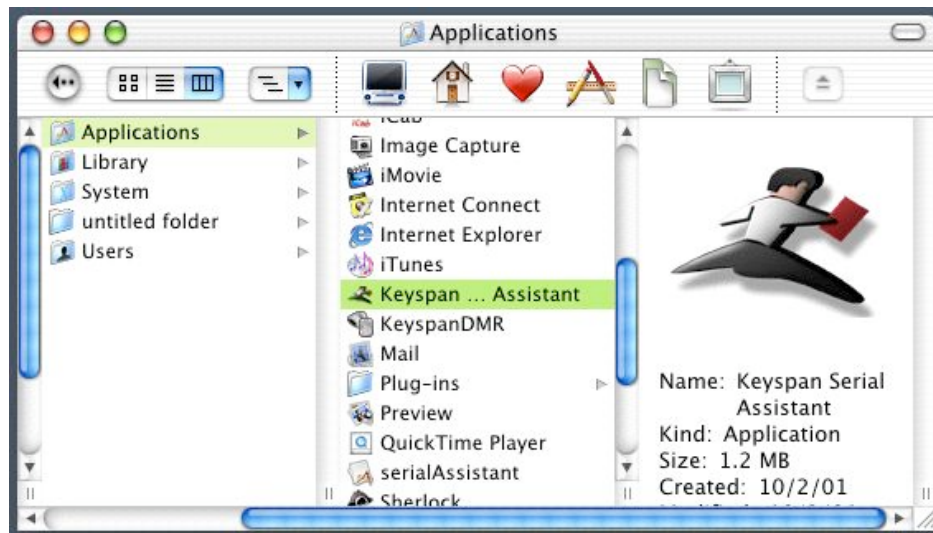 Applications
Applications
Library
System
untitled folder
Users
iCab
Image Capture
iMovie
Internet Connect
Internet Explorer
iTunes
Keyspan ... Assistant
KeyspanDMR
Mail
Plug-ins
Preview
QuickTime Player
serialAssistant
Sherlock
Name: Keyspan Serial
Assistant
Kind: Application
Size: 1.2 MB
Created: 10/2/01